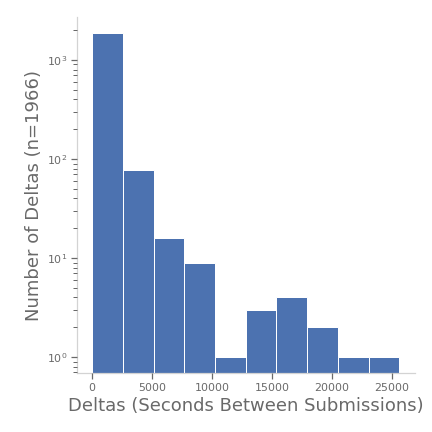 Number of Deltas (n=1966)
10³
10²
10¹
10⁰
0 5000 10000 15000 20000 25000
Deltas (Seconds Between Submissions)